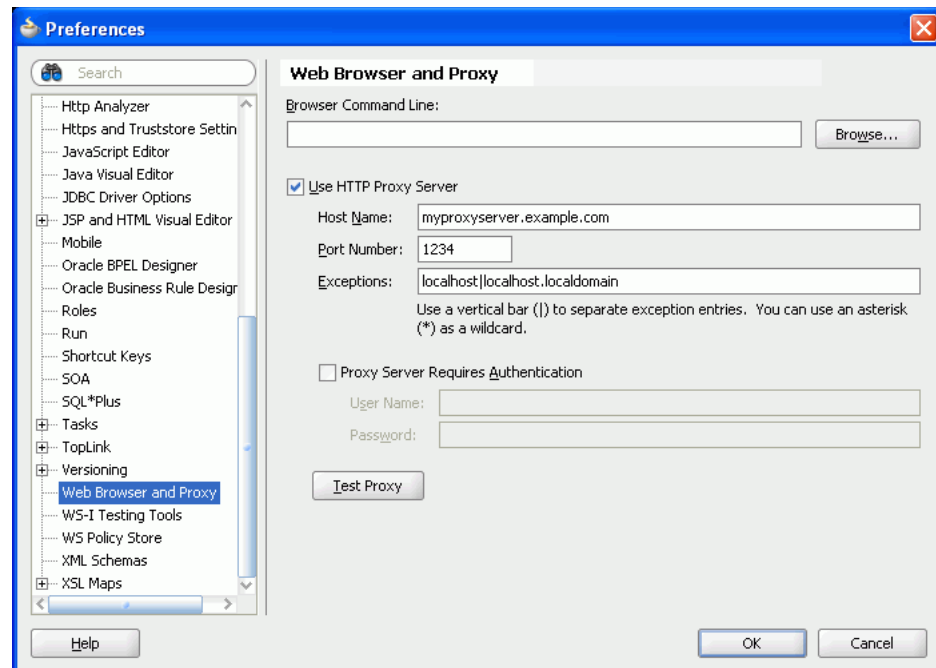 Preferences
Search
Http Analyzer
Https and Truststore Settin
JavaScript Editor
Java Visual Editor
JDBC Driver Options
JSP and HTML Visual Editor
Mobile
Oracle BPEL Designer
Oracle Business Rule Desigr
Roles
Run
Shortcut Keys
SOA
SQL*Plus
Tasks
TopLink
Versioning
Web Browser and Proxy
WS-I Testing Tools
WS Policy Store
XML Schemas
XSL Maps
Web Browser and Proxy
Browser Command Line:
Browse...
Use HTTP Proxy Server
Host Name: myproxyserver.example.com
Port Number: 1234
Exceptions: localhost|localhost.localdomain
Use a vertical bar (|) to separate exception entries. You can use an asterisk
(*) as a wildcard.
Proxy Server Requires Authentication
User Name:
Password:
Test Proxy
Help
OK
Cancel